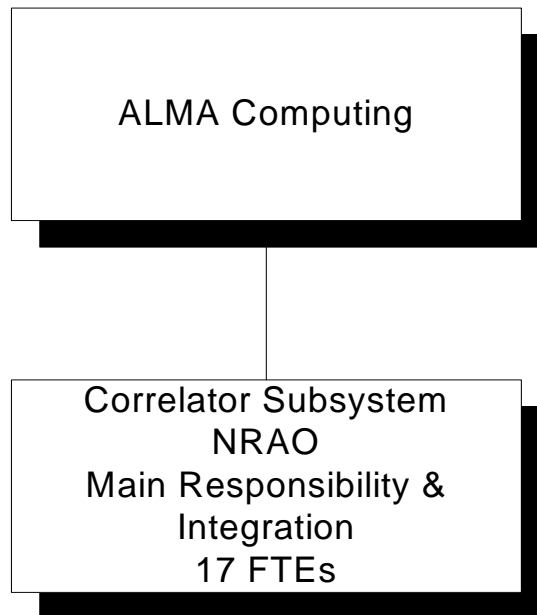 ALMA Computing
Correlator Subsystem
NRAO
Main Responsibility &
Integration
17 FTEs